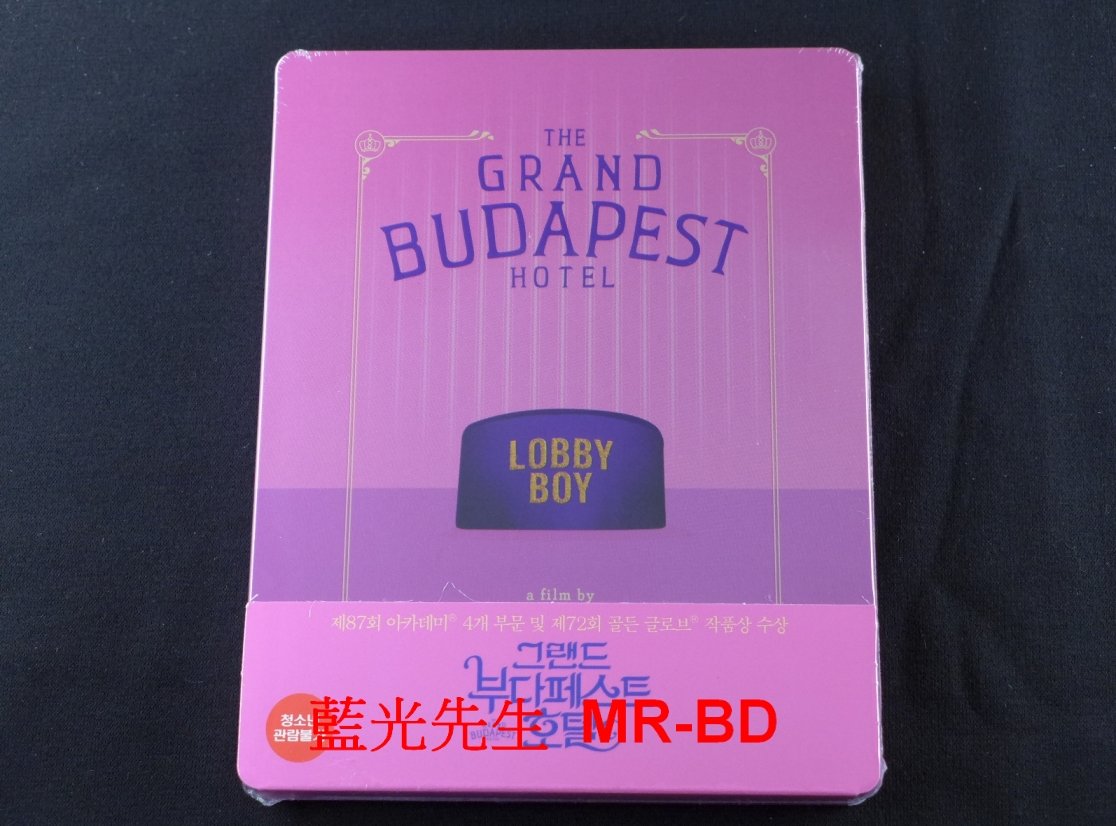 THE
GRAND
BUDAPEST
HOTEL
LOBBY
BOY
a film by
제87회 아카데미® 4개 부문 및 제72회 골든 글로브® 작품상 수상
그랜드
부다페스트
호텔
BUDAPEST
청소년
관람불
藍光先生 MR-BD